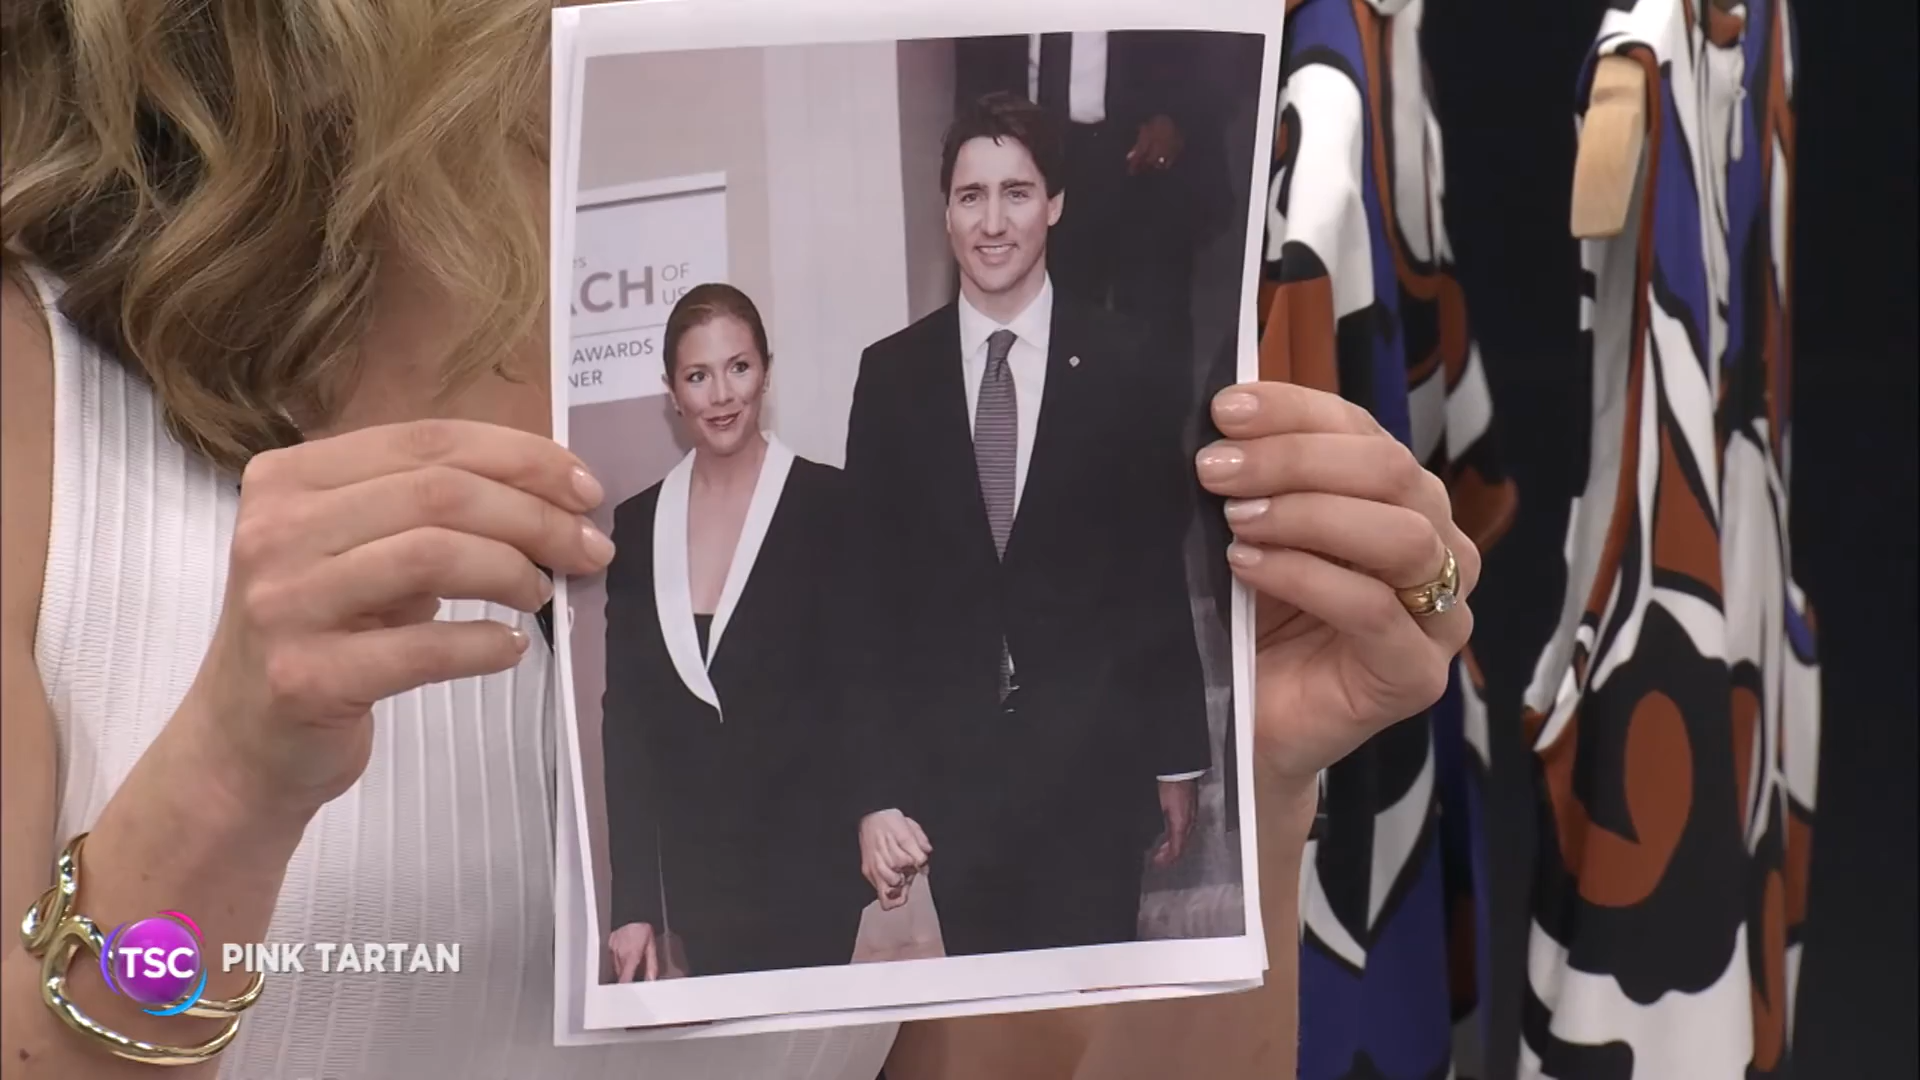 ACH OF
US
AWARDS
NER
TSC PINK TARTAN